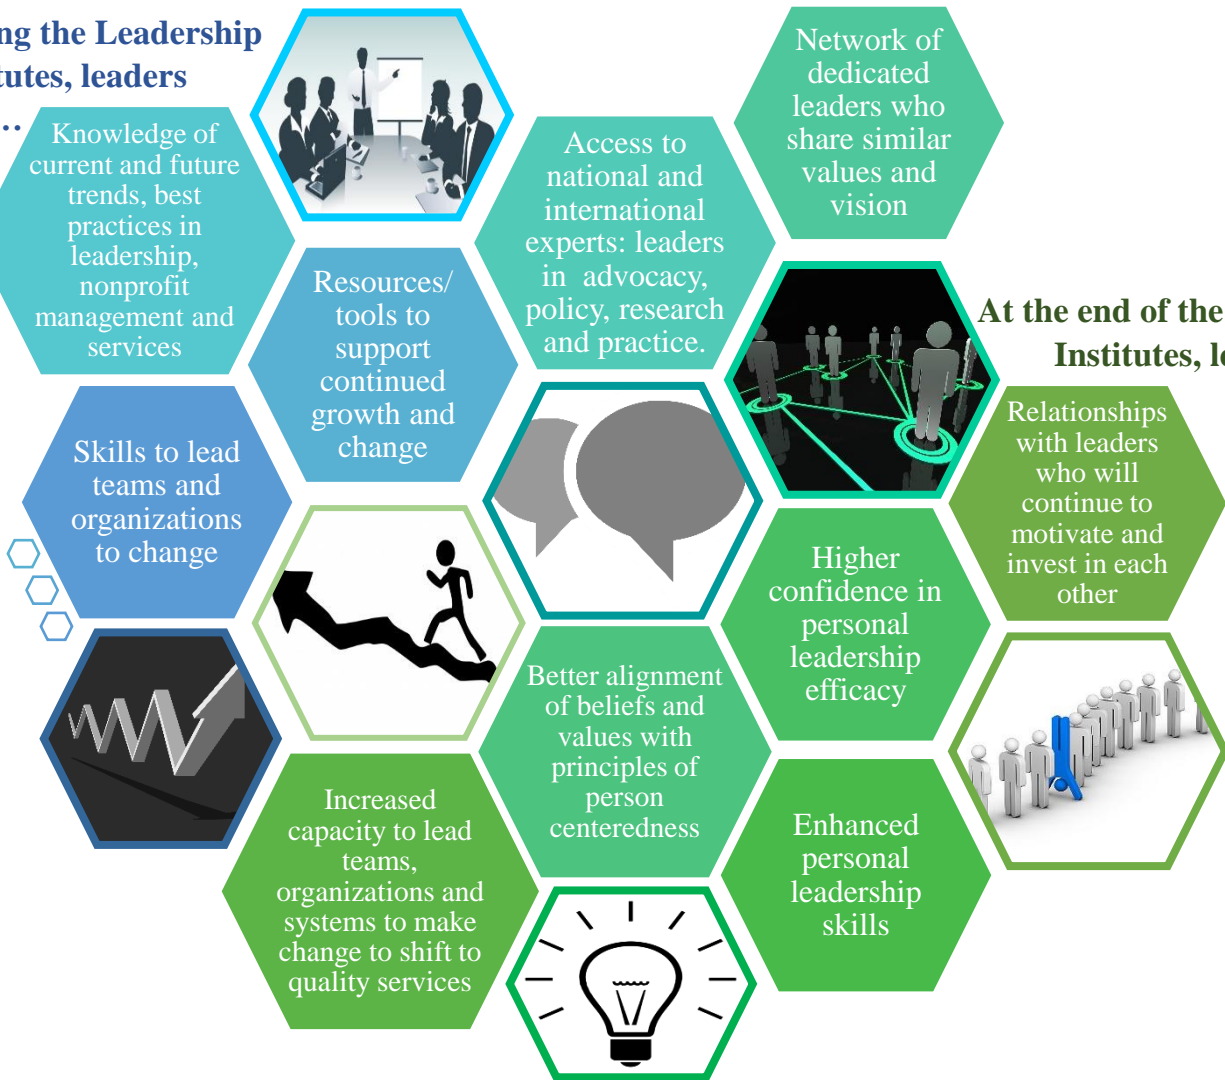 ng the Leadership
tutes, leaders
…
Knowledge of
current and future
trends, best
practices in
leadership,
nonprofit
management and
services
Resources/
tools to
support
continued
growth and
change
Access to
national and
international
experts: leaders
in advocacy,
policy, research
and practice.
Network of
dedicated
leaders who
share similar
values and
vision
Skills to lead
teams and
organizations
to change
At the end of the
Institutes, le
Relationships
with leaders
who will
continue to
motivate and
invest in each
other
Higher
confidence in
personal
leadership
efficacy
Better alignment
of beliefs and
values with
principles of
person
centeredness
Increased
capacity to lead
teams,
organizations and
systems to make
change to shift to
quality services
Enhanced
personal
leadership
skills